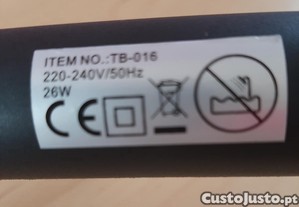 ITEM NO.:TB-016
220-240V/50Hz
26W
CE
CustoJusto.pt